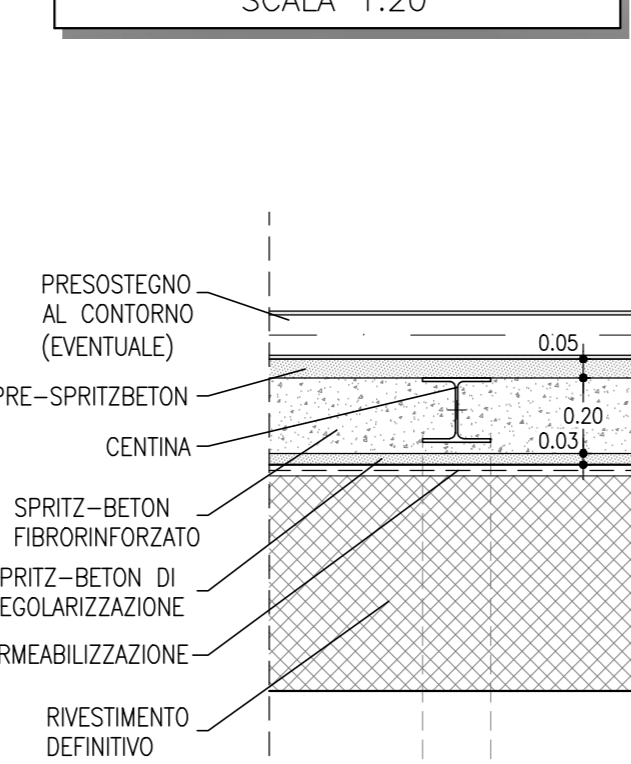 SCALA 1:20
PRESOSTEGNO
AL CONTORNO
(EVENTUALE)
0.05
PRE-SPRITZBETON
0.20
CENTINA
0.03
SPRITZ-BETON
FIBRORINFORZATO
PRITZ-BETON DI
EGOLARIZZAZIONE
RMEABILIZZAZIONE
RIVESTIMENTO
DEFINITIVO